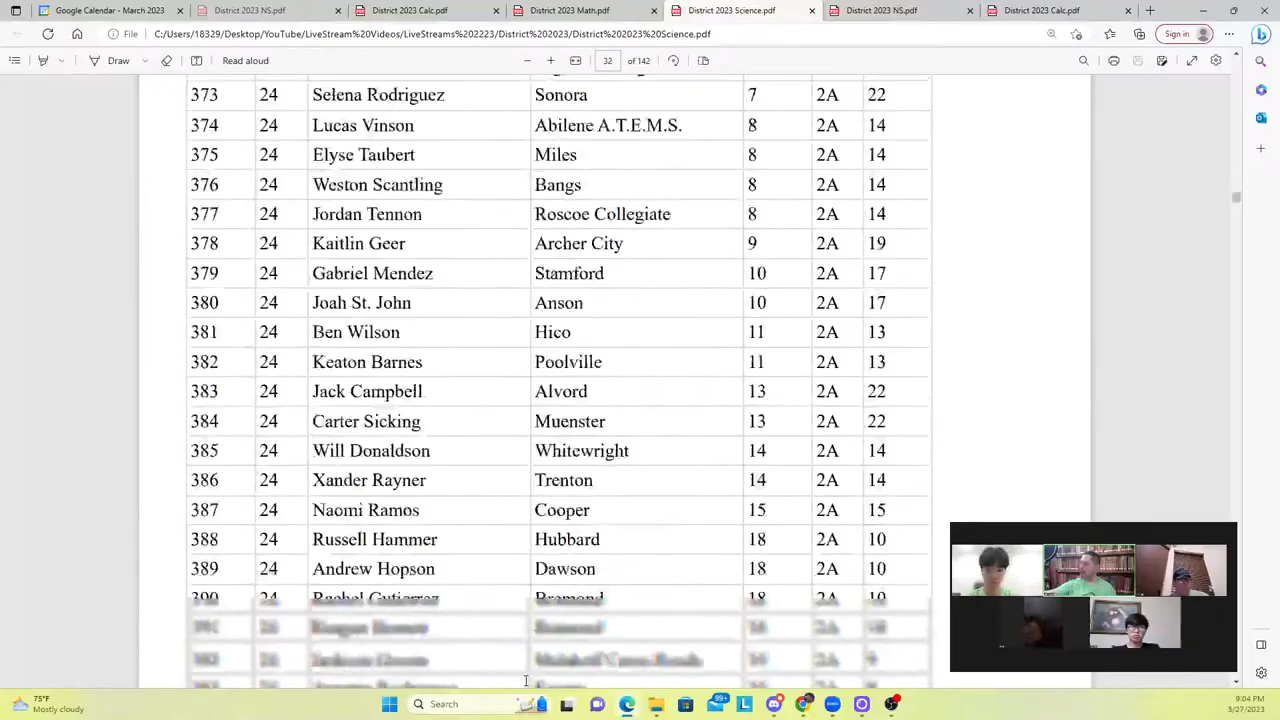 Google Calendar - March 2023
District 2023 NS.pdf
District 2023 Calc.pdf
District 2023 Math.pdf
District 2023 Science.pdf
District 2023 NS.pdf
District 2023 Calc.pdf
File C:/Users/18329/Desktop/YouTube/LiveStream%20Videos/LiveStreams%202223/District%202023/District%202023%20Science.pdf Sign in
Draw Read aloud 32 of 142
373 24 Selena Rodriguez Sonora 7 2A 22
374 24 Lucas Vinson Abilene A.T.E.M.S. 8 2A 14
375 24 Elyse Taubert Miles 8 2A 14
376 24 Weston Scantling Bangs 8 2A 14
377 24 Jordan Tennon Roscoe Collegiate 8 2A 14
378 24 Kaitlin Geer Archer City 9 2A 19
379 24 Gabriel Mendez Stamford 10 2A 17
380 24 Joah St. John Anson 10 2A 17
381 24 Ben Wilson Hico 11 2A 13
382 24 Keaton Barnes Poolville 11 2A 13
383 24 Jack Campbell Alvord 13 2A 22
384 24 Carter Sicking Muenster 13 2A 22
385 24 Will Donaldson Whitewright 14 2A 14
386 24 Xander Rayner Trenton 14 2A 14
387 24 Naomi Ramos Cooper 15 2A 15
388 24 Russell Hammer Hubbard 18 2A 10
389 24 Andrew Hopson Dawson 18 2A 10
390 24 Rachel Gutierrez Bremond 18 2A 10
75°F
Mostly cloudy
Search
99+
9:04 PM
3/27/2023